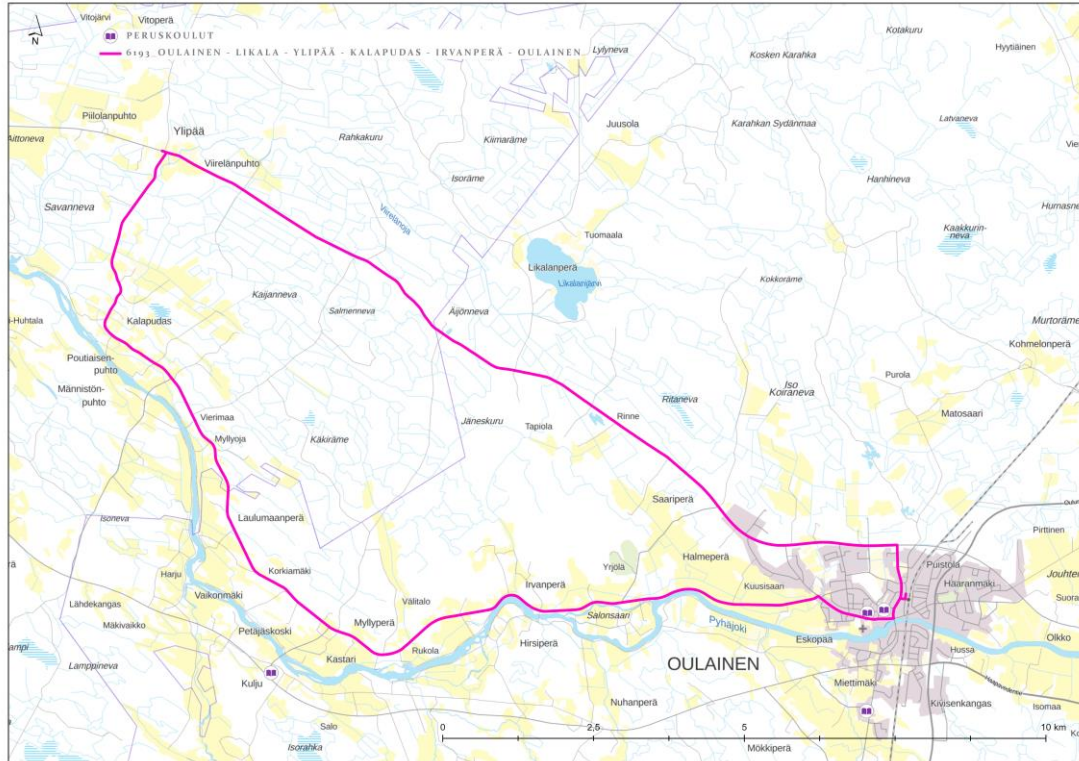 Vitojärvi
Vitoperä
N
PERUSKOULUT
6193 OULAINEN - LIKALA - YLIPÄÄ - KALAPUDAS - IRVANPERÄ - OULAINEN
Lylyneva
Kotakuru
Kosken Karahka
Hyytiäinen
Piilolanpuhto
Aittoneva
Ylipää
Rahkakuru
Kiimaräme
Juusola
Karahkan Sydänmaa
Latvaneva
Viirelänpuhto
Isoräme
Hanhineva
Savanneva
Viirelänoja
Tuomaala
Kaakkurin-
neva
Likalanperä
Likalanjärvi
Kokkoräme
Kaijanneva
Salmenneva
Äijönneva
i-Huhtala
Kalapudas
Murtoräme
Kohmelonperä
Poutiaisen-
puhto
Männistön-
puhto
Iso
Koiraneva
Purola
Ritaneva
Matosaari
Vierimaa
Myllyoja
Käkiräme
Jäneskuru
Tapiola
Rinne
Saariperä
Isoneva
Laulumaanperä
Pirttinen
Halmeperä
Puistola
Harju
Korkiamäki
Vaikonmäki
Irvanperä
Yrjölä
Kuusisaari
Haaranmäki
Jouhten
Suora
Lähdekangas
Välitalo
Mäkivaikko
Petäjäskoski
Myllyperä
Salonsaari
Pyhäjoki
Eskopää
Olkko
Hirsiperä
Hussa
Lamppineva
Kastari
Rukola
OULAINEN
Kulju
Miettimäki
Nuhanperä
Kivisenkangas
Isomaa
Salo
Isorahka
0
2,5
5
10 km
Mökkiperä